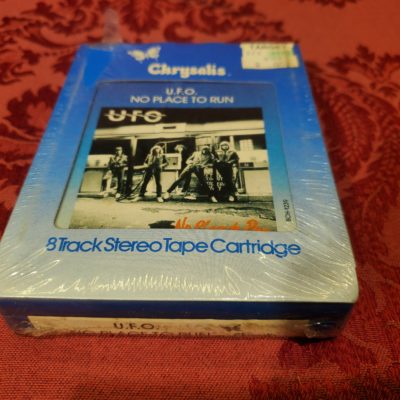 TARGET
Chrysalis
U.F.O.
NO PLACE TO RUN
UFO
No Place to Run
8 Track Stereo Tape Cartridge
U.F.O.
NO PLACE TO RUN